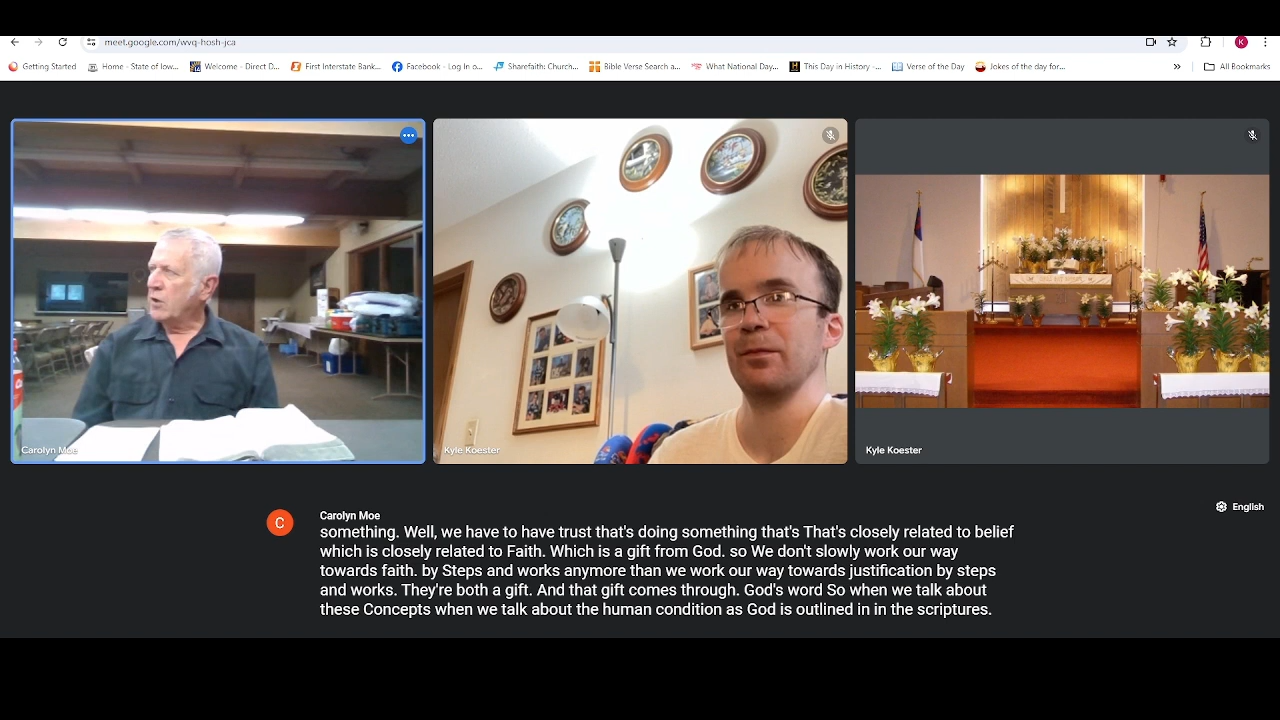 meet.google.com/wvq-hosh-jca
Getting Started
Home - State of Iow...
Welcome - Direct D...
First Interstate Bank...
Facebook - Log In o...
Sharefaith: Church...
Bible Verse Search a...
What National Day...
This Day in History -...
Verse of the Day
Jokes of the day for...
»
All Bookmarks
K
Carolyn Moe
Kyle Koester
Kyle Koester
English
C
Carolyn Moe
something. Well, we have to have trust that's doing something that's That's closely related to belief
which is closely related to Faith. Which is a gift from God. so We don't slowly work our way
towards faith. by Steps and works anymore than we work our way towards justification by steps
and works. They're both a gift. And that gift comes through. God's word So when we talk about
these Concepts when we talk about the human condition as God is outlined in in the scriptures.